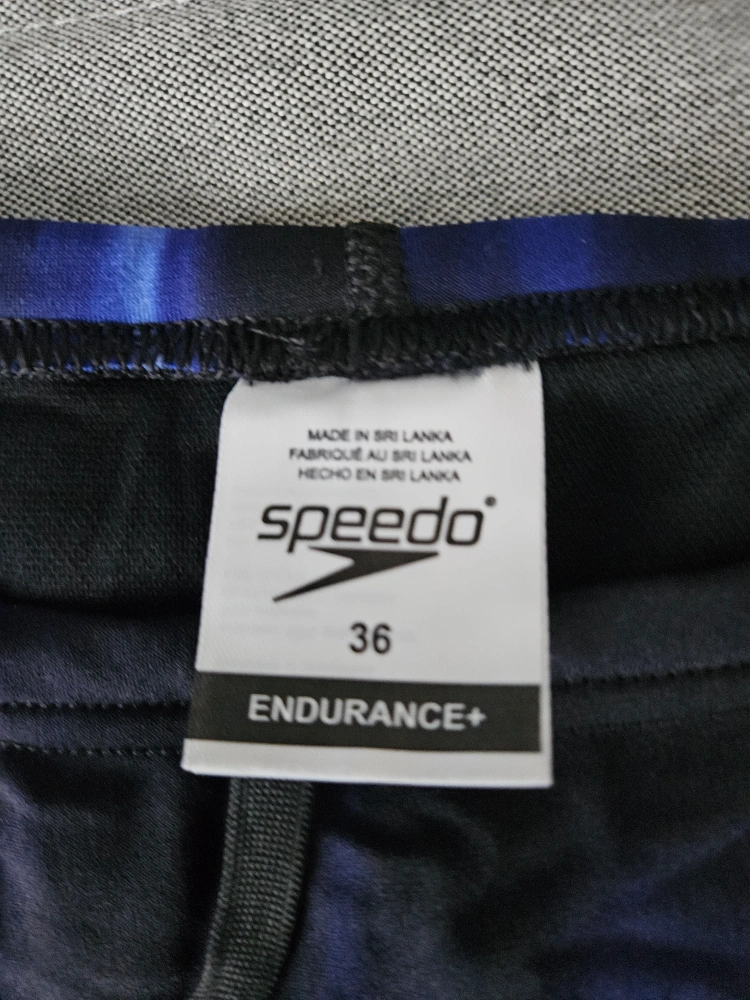 MADE IN SRI LANKA
FABRIQUÉ AU SRI LANKA
HECHO EN SRI LANKA
speedo®
36
ENDURANCE+